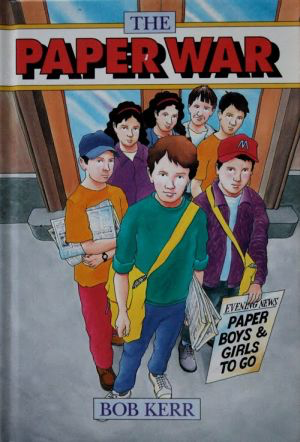 THE
PAPER WAR
M
EVENING NEWS
PAPER
BOYS &
GIRLS
TO GO
BOB KERR